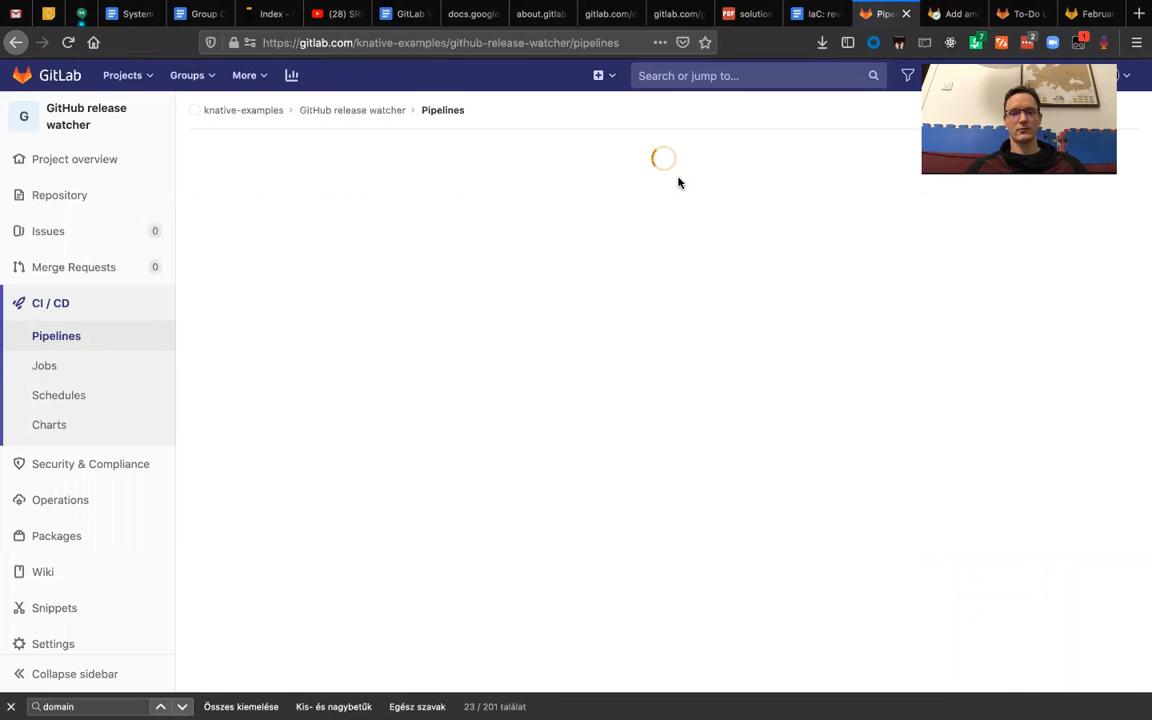 System
Group C
Index -
(28) SR
GitLab V
docs.google
about.gitlab
gitlab.com/d
gitlab.com/g
solution
IaC: rev
Pipe
Add am
To-Do L
Februar
https://gitlab.com/knative-examples/github-release-watcher/pipelines
7
2
1
GitLab
Projects
Groups
More
Search or jump to...
G
GitHub release
watcher
knative-examples > GitHub release watcher > Pipelines
Project overview
Repository
Issues 0
Merge Requests 0
CI / CD
Pipelines
Jobs
Schedules
Charts
Security & Compliance
Operations
Packages
Wiki
Snippets
Settings
Collapse sidebar
domain
Összes kiemelése
Kis- és nagybetűk
Egész szavak
23 / 201 találat